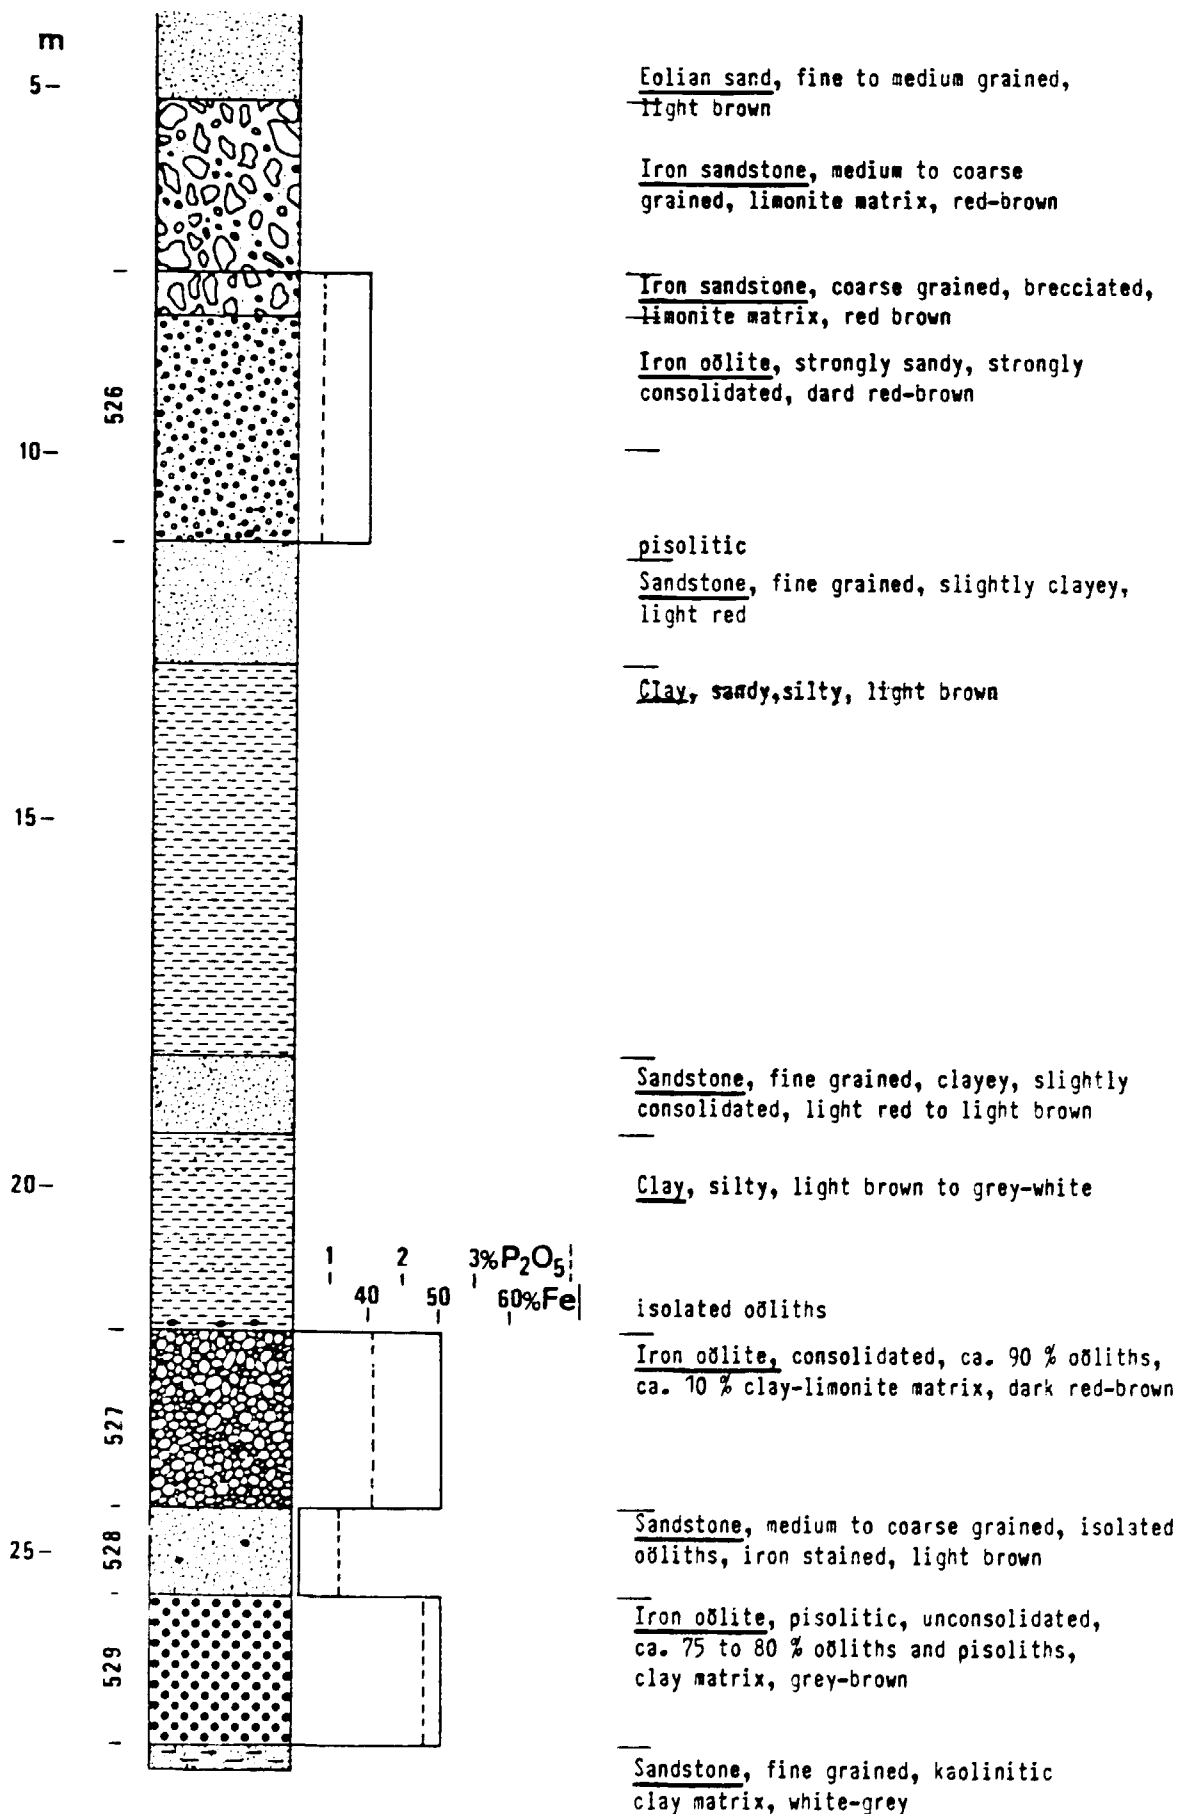 m
5–
Eolian sand, fine to medium grained,
light brown
Iron sandstone, medium to coarse
grained, limonite matrix, red-brown
Iron sandstone, coarse grained, brecciated,
limonite matrix, red brown
Iron oölite, strongly sandy, strongly
consolidated, dard red-brown
526
10–
pisolitic
Sandstone, fine grained, slightly clayey,
light red
Clay, sandy,silty, light brown
15–
Sandstone, fine grained, clayey, slightly
consolidated, light red to light brown
20–
Clay, silty, light brown to grey-white
1 2 3% P₂O₅
40 50 60%Fe
isolated oöliths
Iron oölite, consolidated, ca. 90 % oöliths,
ca. 10 % clay-limonite matrix, dark red-brown
527
Sandstone, medium to coarse grained, isolated
oöliths, iron stained, light brown
25–
528
Iron oölite, pisolitic, unconsolidated,
ca. 75 to 80 % oöliths and pisoliths,
clay matrix, grey-brown
529
Sandstone, fine grained, kaolinitic
clay matrix, white-grey